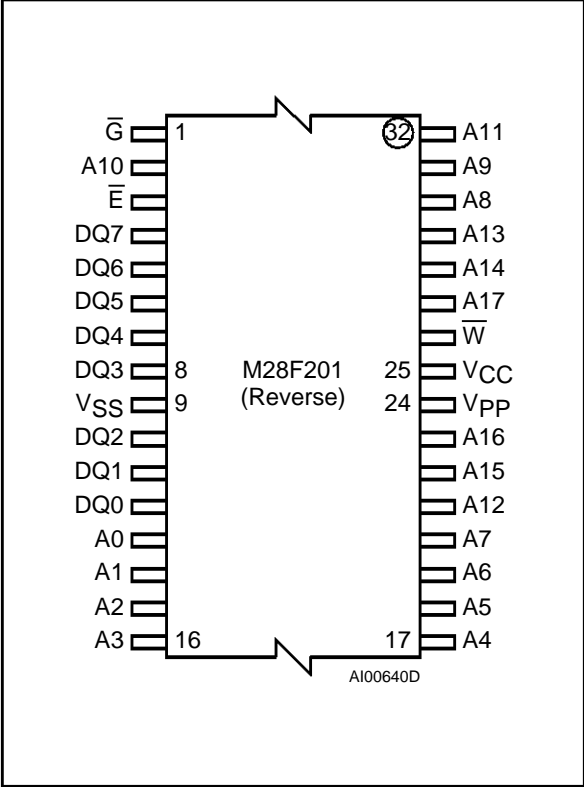 G̅ 1 32 A11
A10 A9
E̅ A8
DQ7 A13
DQ6 A14
DQ5 A17
DQ4 W̅
DQ3 8 M28F201 25 VCC
VSS 9 (Reverse) 24 VPP
DQ2 A16
DQ1 A15
DQ0 A12
A0 A7
A1 A6
A2 A5
A3 16 17 A4
AI00640D